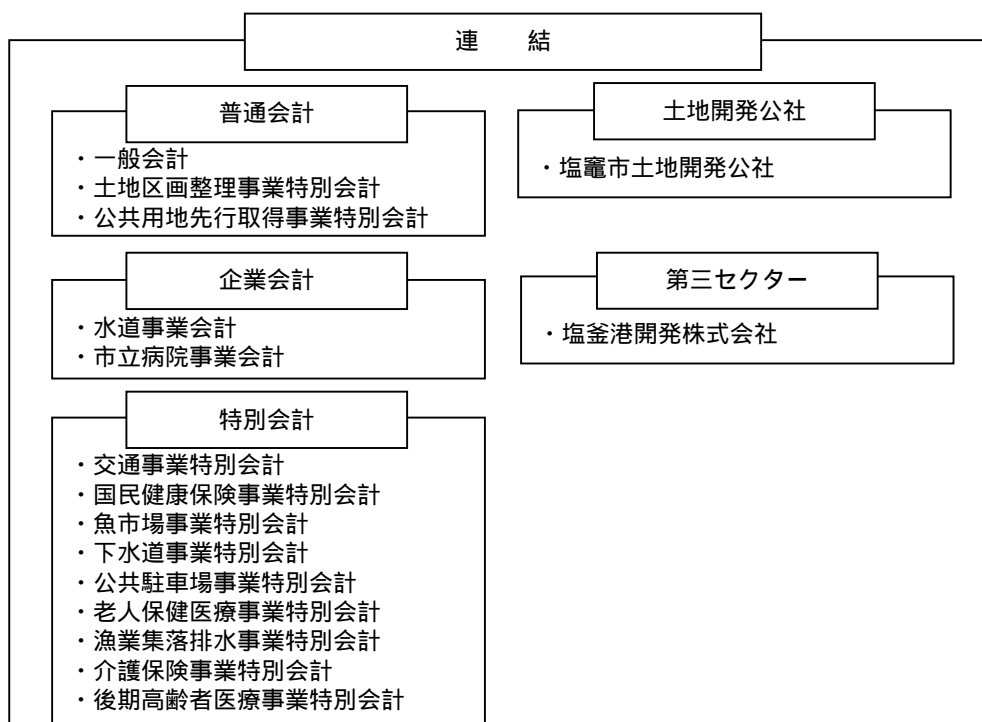 連　　結
普通会計
・一般会計
・土地区画整理事業特別会計
・公共用地先行取得事業特別会計
土地開発公社
・塩竈市土地開発公社
企業会計
・水道事業会計
・市立病院事業会計
第三セクター
・塩釜港開発株式会社
特別会計
・交通事業特別会計
・国民健康保険事業特別会計
・魚市場事業特別会計
・下水道事業特別会計
・公共駐車場事業特別会計
・老人保健医療事業特別会計
・漁業集落排水事業特別会計
・介護保険事業特別会計
・後期高齢者医療事業特別会計